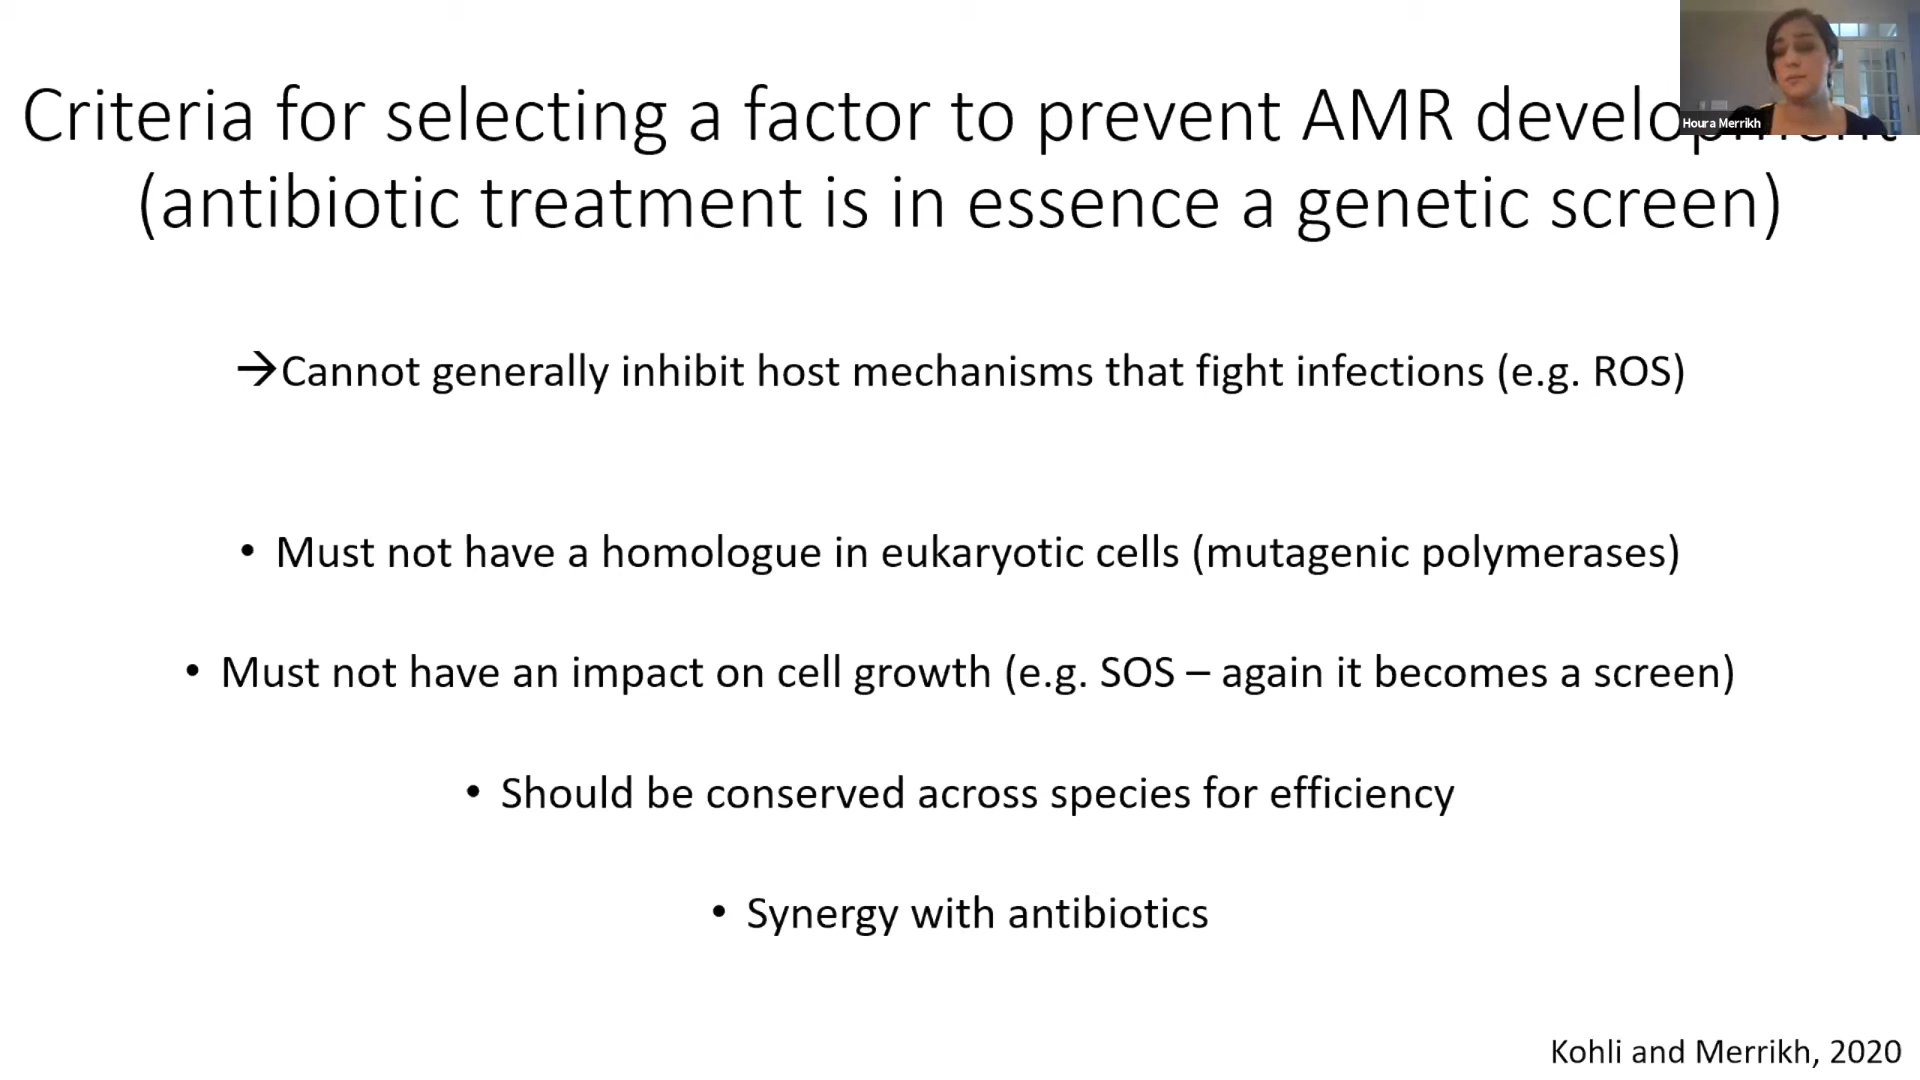 Criteria for selecting a factor to prevent AMR development
(antibiotic treatment is in essence a genetic screen)
Houra Merrikh
→Cannot generally inhibit host mechanisms that fight infections (e.g. ROS)
• Must not have a homologue in eukaryotic cells (mutagenic polymerases)
• Must not have an impact on cell growth (e.g. SOS – again it becomes a screen)
• Should be conserved across species for efficiency
• Synergy with antibiotics
Kohli and Merrikh, 2020